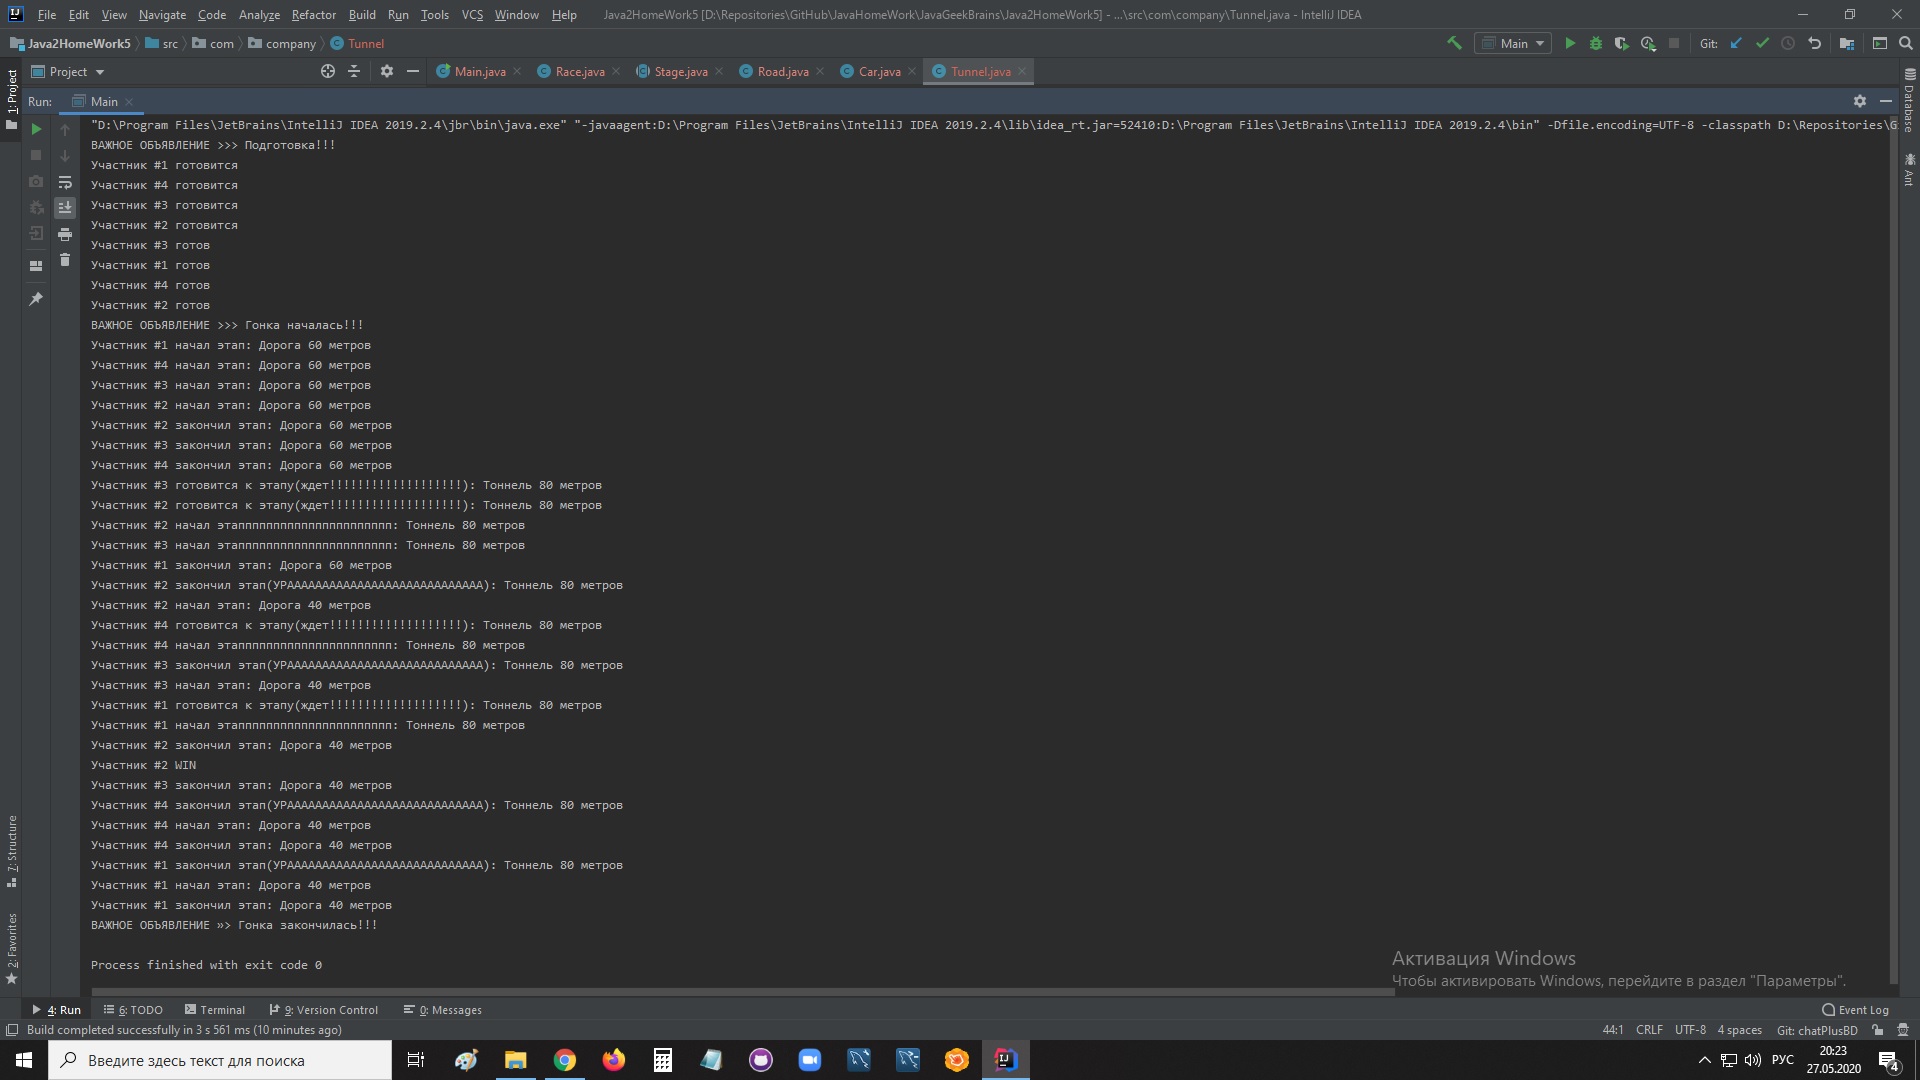 File Edit View Navigate Code Analyze Refactor Build Run Tools VCS Window Help Java2HomeWork5 [D:\Repositories\GitHub\JavaHomeWork\JavaGeekBrains\Java2HomeWork5] - ...\src\com\company\Tunnel.java - IntelliJ IDEA
Java2HomeWork5 src com company Tunnel Main Git:
1: Project Project Main.java Race.java Stage.java Road.java Car.java Tunnel.java Database
Run: Main Ant
"D:\Program Files\JetBrains\IntelliJ IDEA 2019.2.4\jbr\bin\java.exe" "-javaagent:D:\Program Files\JetBrains\IntelliJ IDEA 2019.2.4\lib\idea_rt.jar=52410:D:\Program Files\JetBrains\IntelliJ IDEA 2019.2.4\bin" -Dfile.encoding=UTF-8 -classpath D:\Repositories\G
ВАЖНОЕ ОБЪЯВЛЕНИЕ >>> Подготовка!!!
Участник #1 готовится
Участник #4 готовится
Участник #3 готовится
Участник #2 готовится
Участник #3 готов
Участник #1 готов
Участник #4 готов
Участник #2 готов
ВАЖНОЕ ОБЪЯВЛЕНИЕ >>> Гонка началась!!!
Участник #1 начал этап: Дорога 60 метров
Участник #4 начал этап: Дорога 60 метров
Участник #3 начал этап: Дорога 60 метров
Участник #2 начал этап: Дорога 60 метров
Участник #2 закончил этап: Дорога 60 метров
Участник #3 закончил этап: Дорога 60 метров
Участник #4 закончил этап: Дорога 60 метров
Участник #3 готовится к этапу(ждет!!!!!!!!!!!!!!!!!!!): Тоннель 80 метров
Участник #2 готовится к этапу(ждет!!!!!!!!!!!!!!!!!!!): Тоннель 80 метров
Участник #2 начал этапппппппппппппппппппппп: Тоннель 80 метров
Участник #3 начал этапппппппппппппппппппппп: Тоннель 80 метров
Участник #1 закончил этап: Дорога 60 метров
Участник #2 закончил этап(УРАААААААААААААААААААААААААААА): Тоннель 80 метров
Участник #2 начал этап: Дорога 40 метров
Участник #4 готовится к этапу(ждет!!!!!!!!!!!!!!!!!!!): Тоннель 80 метров
Участник #4 начал этапппппппппппппппппппппп: Тоннель 80 метров
Участник #3 закончил этап(УРАААААААААААААААААААААААААААА): Тоннель 80 метров
Участник #3 начал этап: Дорога 40 метров
Участник #1 готовится к этапу(ждет!!!!!!!!!!!!!!!!!!!): Тоннель 80 метров
Участник #1 начал этапппппппппппппппппппппп: Тоннель 80 метров
Участник #2 закончил этап: Дорога 40 метров
Участник #2 WIN
Участник #3 закончил этап: Дорога 40 метров
Участник #4 закончил этап(УРАААААААААААААААААААААААААААА): Тоннель 80 метров
Участник #4 начал этап: Дорога 40 метров
Участник #4 закончил этап: Дорога 40 метров
Участник #1 закончил этап(УРАААААААААААААААААААААААААААА): Тоннель 80 метров
Участник #1 начал этап: Дорога 40 метров
Участник #1 закончил этап: Дорога 40 метров
ВАЖНОЕ ОБЪЯВЛЕНИЕ »> Гонка закончилась!!!
Process finished with exit code 0
7: Structure
2: Favorites
Активация Windows
Чтобы активировать Windows, перейдите в раздел "Параметры".
4: Run 6: TODO Terminal 9: Version Control 0: Messages Event Log
Build completed successfully in 3 s 561 ms (10 minutes ago) 44:1 CRLF UTF-8 4 spaces Git: chatPlusBD
Введите здесь текст для поиска РУС 20:23
27.05.2020 4